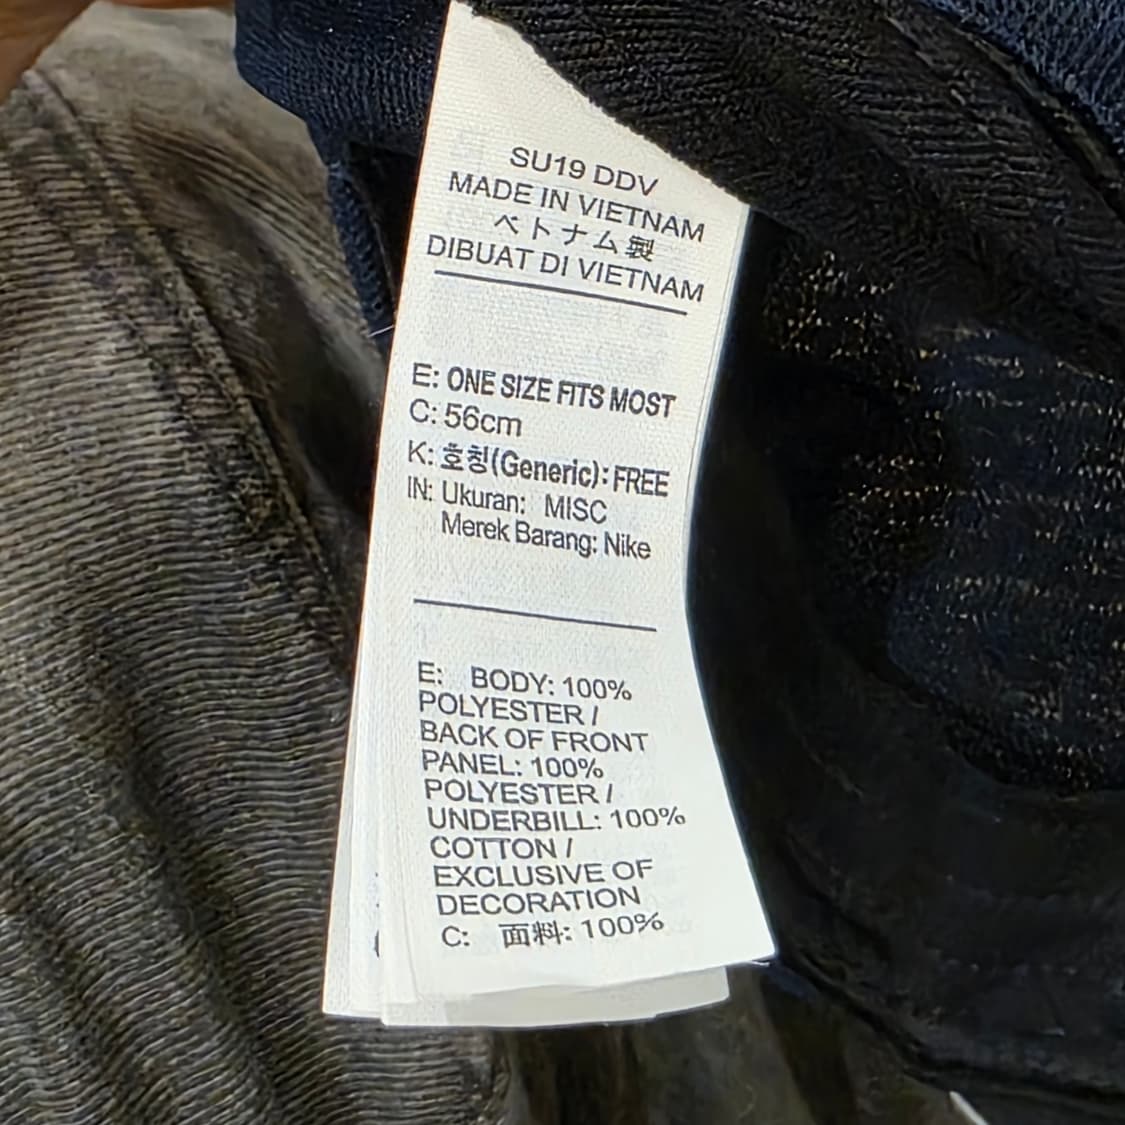 SU19 DDV
MADE IN VIETNAM
ベトナム製
DIBUAT DI VIETNAM
E: ONE SIZE FITS MOST
C: 56cm
K: 호칭(Generic): FREE
IN: Ukuran: MISC
Merek Barang: Nike
E: BODY: 100%
POLYESTER /
BACK OF FRONT
PANEL: 100%
POLYESTER /
UNDERBILL: 100%
COTTON /
EXCLUSIVE OF
DECORATION
C: 面料: 100%